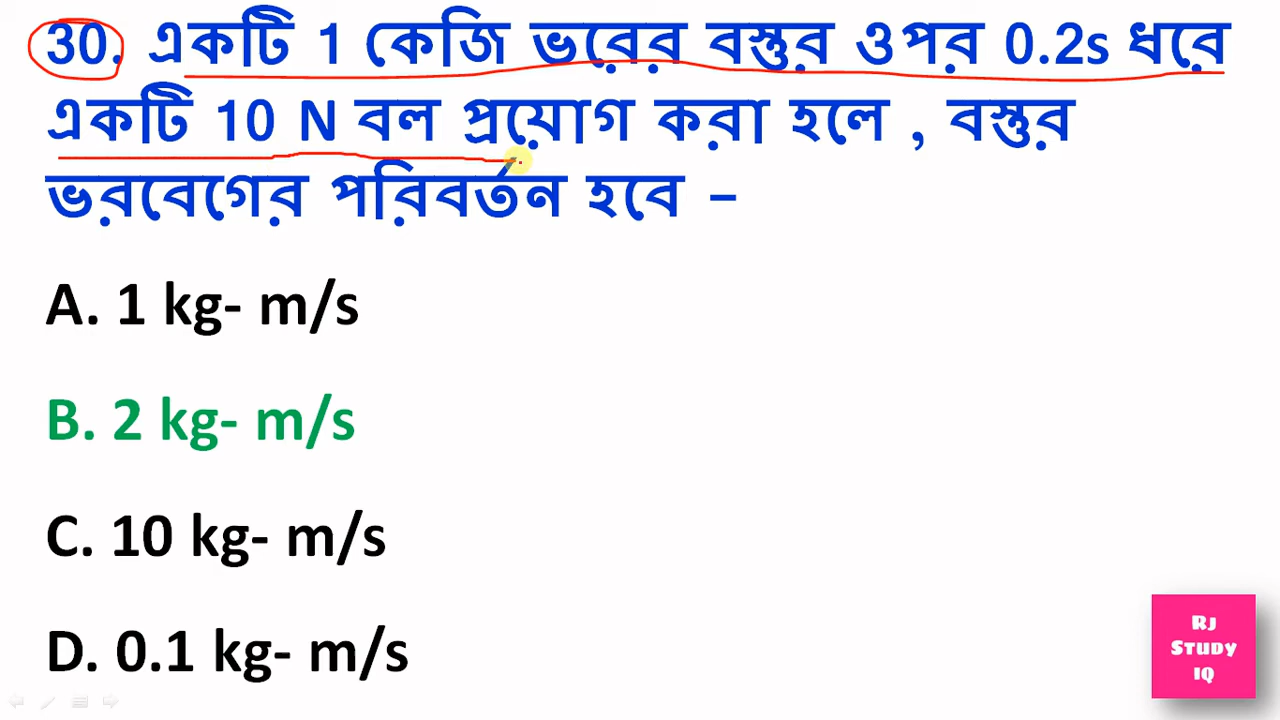 30. একটি 1 কেজি ভরের বস্তুর ওপর 0.2s ধরে
একটি 10 N বল প্রয়োগ করা হলে , বস্তুর
ভরবেগের পরিবর্তন হবে –
A. 1 kg- m/s
B. 2 kg- m/s
C. 10 kg- m/s
D. 0.1 kg- m/s
RJ
STUDY
IQ